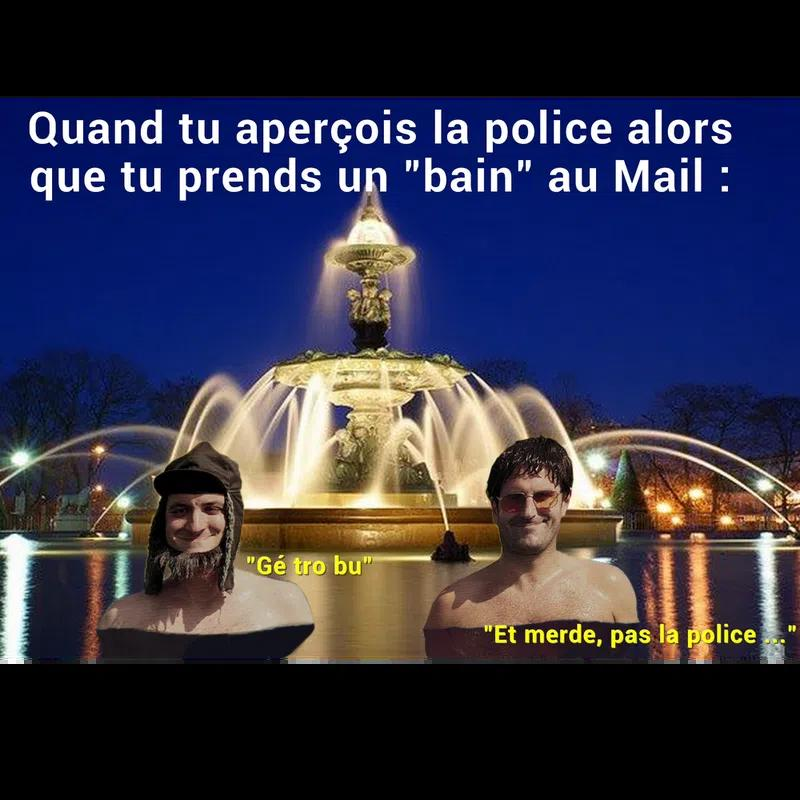 Quand tu aperçois la police alors
que tu prends un "bain" au Mail :
"Gé tro bu"
"Et merde, pas la police ..."